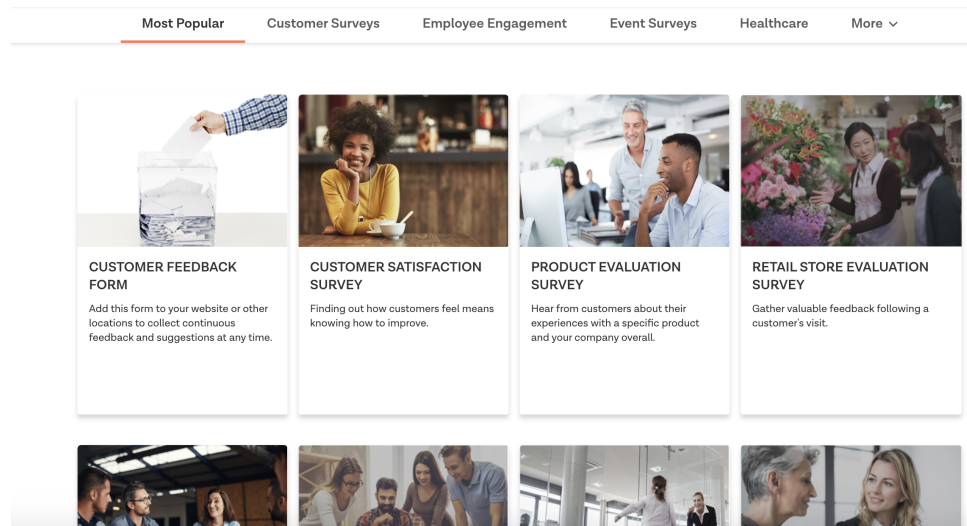 Most Popular
Customer Surveys
Employee Engagement
Event Surveys
Healthcare
More
CUSTOMER FEEDBACK
FORM
Add this form to your website or other
locations to collect continuous
feedback and suggestions at any time.
CUSTOMER SATISFACTION
SURVEY
Finding out how customers feel means
knowing how to improve.
PRODUCT EVALUATION
SURVEY
Hear from customers about their
experiences with a specific product
and your company overall.
RETAIL STORE EVALUATION
SURVEY
Gather valuable feedback following a
customer's visit.